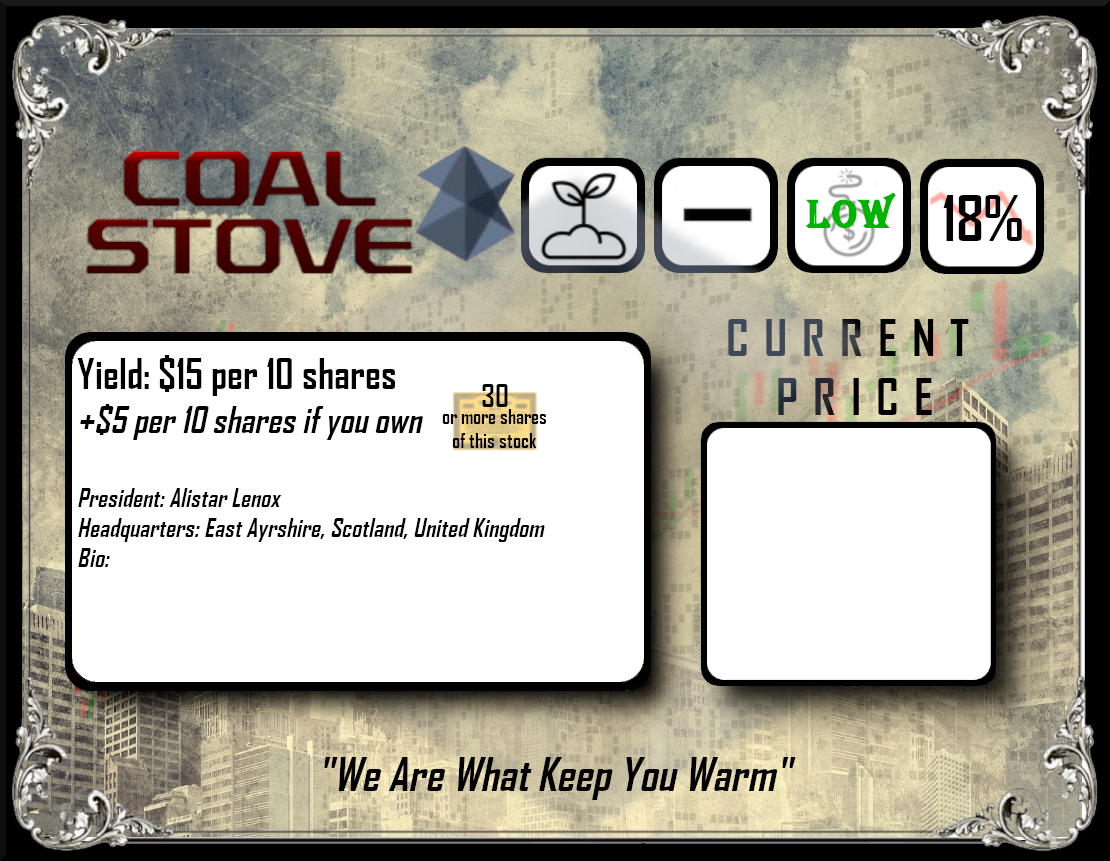 COAL
STOVE
LOW
18%
CURRENT
PRICE
Yield: $15 per 10 shares
+$5 per 10 shares if you own
30
or more shares
of this stock
President: Alistar Lenox
Headquarters: East Ayrshire, Scotland, United Kingdom
Bio:
"We Are What Keep You Warm"